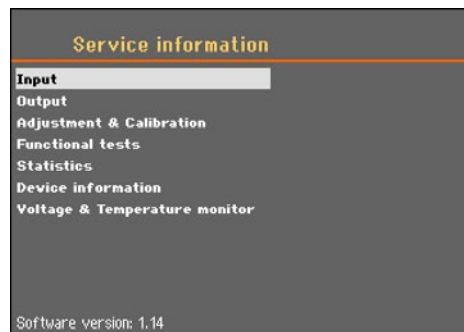 Service information
Input
Output
Adjustment & Calibration
Functional tests
Statistics
Device information
Voltage & Temperature monitor
Software version: 1.14